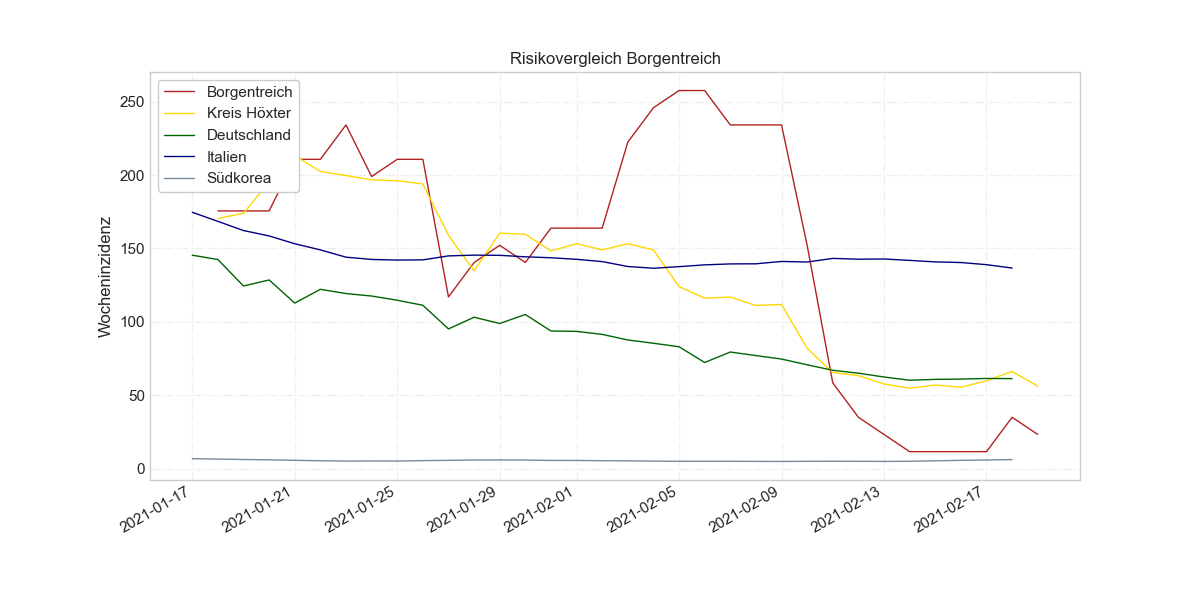 Risikovergleich Borgentreich
Borgentreich
Kreis Höxter
Deutschland
Italien
Südkorea
Wocheninzidenz
250
200
150
100
50
0
2021-01-17
2021-01-21
2021-01-25
2021-01-29
2021-02-01
2021-02-05
2021-02-09
2021-02-13
2021-02-17